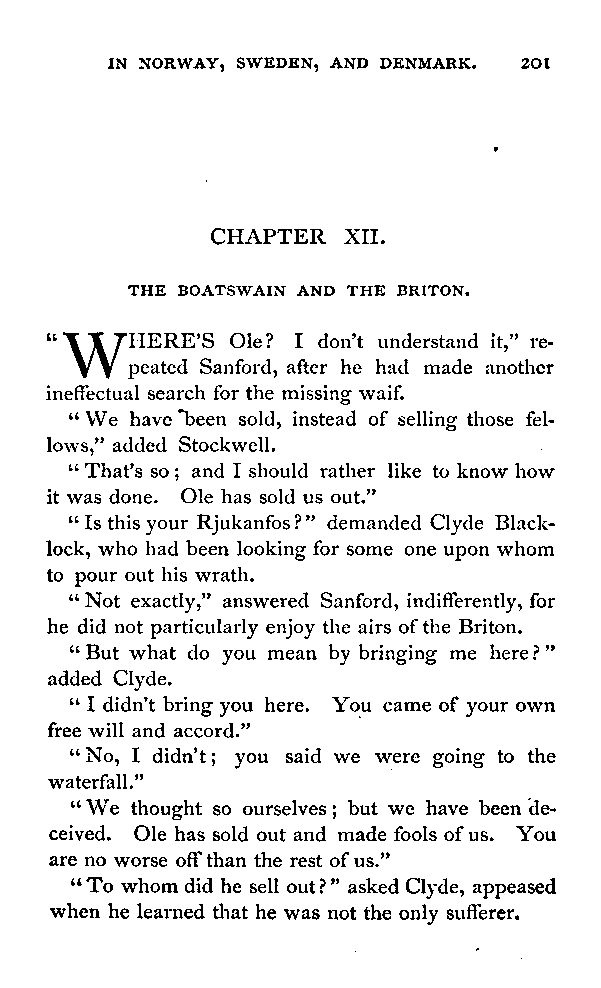 IN NORWAY, SWEDEN, AND DENMARK. 201
CHAPTER XII.
THE BOATSWAIN AND THE BRITON.
“WHERE’S Ole? I don’t understand it,” re-
peated Sanford, after he had made another
ineffectual search for the missing waif.
“We have been sold, instead of selling those fel-
lows,” added Stockwell.
“That’s so; and I should rather like to know how
it was done. Ole has sold us out.”
“Is this your Rjukanfos?” demanded Clyde Black-
lock, who had been looking for some one upon whom
to pour out his wrath.
“Not exactly,” answered Sanford, indifferently, for
he did not particularly enjoy the airs of the Briton.
“But what do you mean by bringing me here?”
added Clyde.
“I didn’t bring you here. You came of your own
free will and accord.”
“No, I didn’t; you said we were going to the
waterfall.”
“We thought so ourselves; but we have been de-
ceived. Ole has sold out and made fools of us. You
are no worse off than the rest of us.”
“To whom did he sell out?” asked Clyde, appeased
when he learned that he was not the only sufferer.